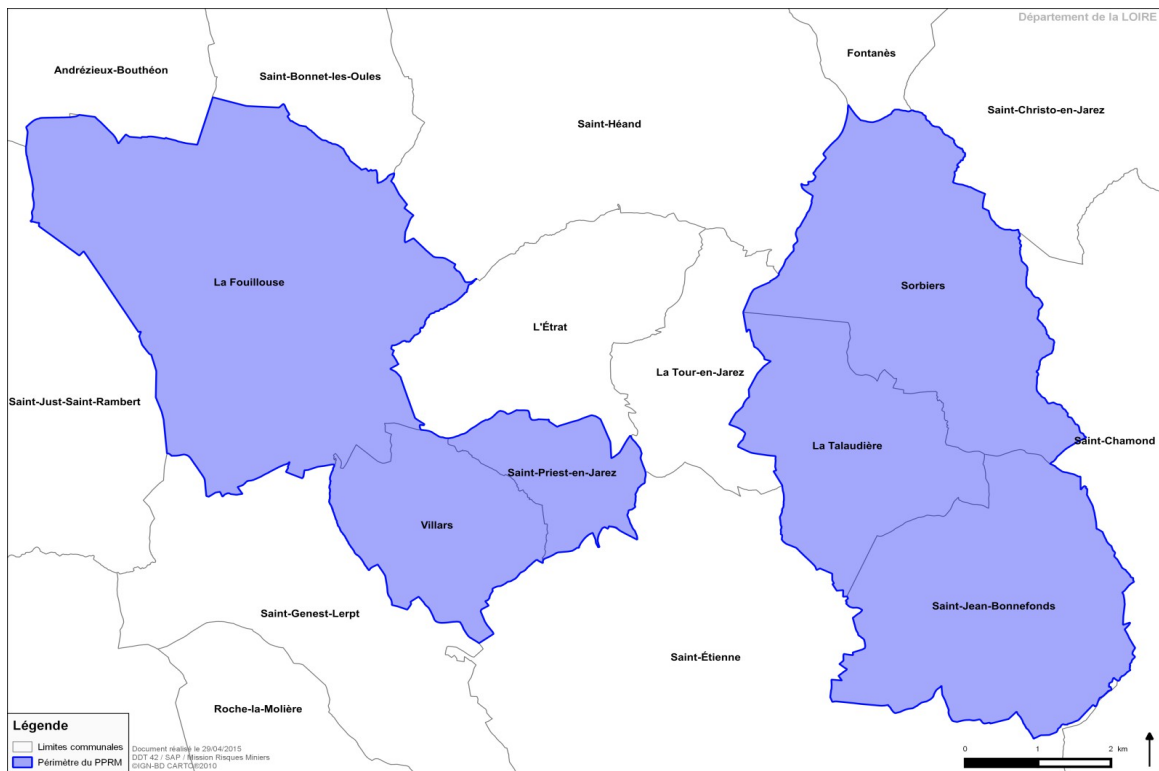 Département de la LOIRE
Fontanès
Andrézieux-Bouthéon
Saint-Bonnet-les-Oules
Saint-Christo-en-Jarez
Saint-Héand
La Fouillouse
Sorbiers
L'Étrat
La Tour-en-Jarez
Saint-Just-Saint-Rambert
La Talaudière
Saint-Chamond
Saint-Priest-en-Jarez
Villars
Saint-Genest-Lerpt
Saint-Jean-Bonnefonds
Saint-Étienne
Roche-la-Molière
Légende
Limites communales
Périmètre du PPRM
Document réalisé le 29/04/2015
DDT 42 / SAP / Mission Risques Miniers
©IGN-BD CARTO®2010
0 1 2 km